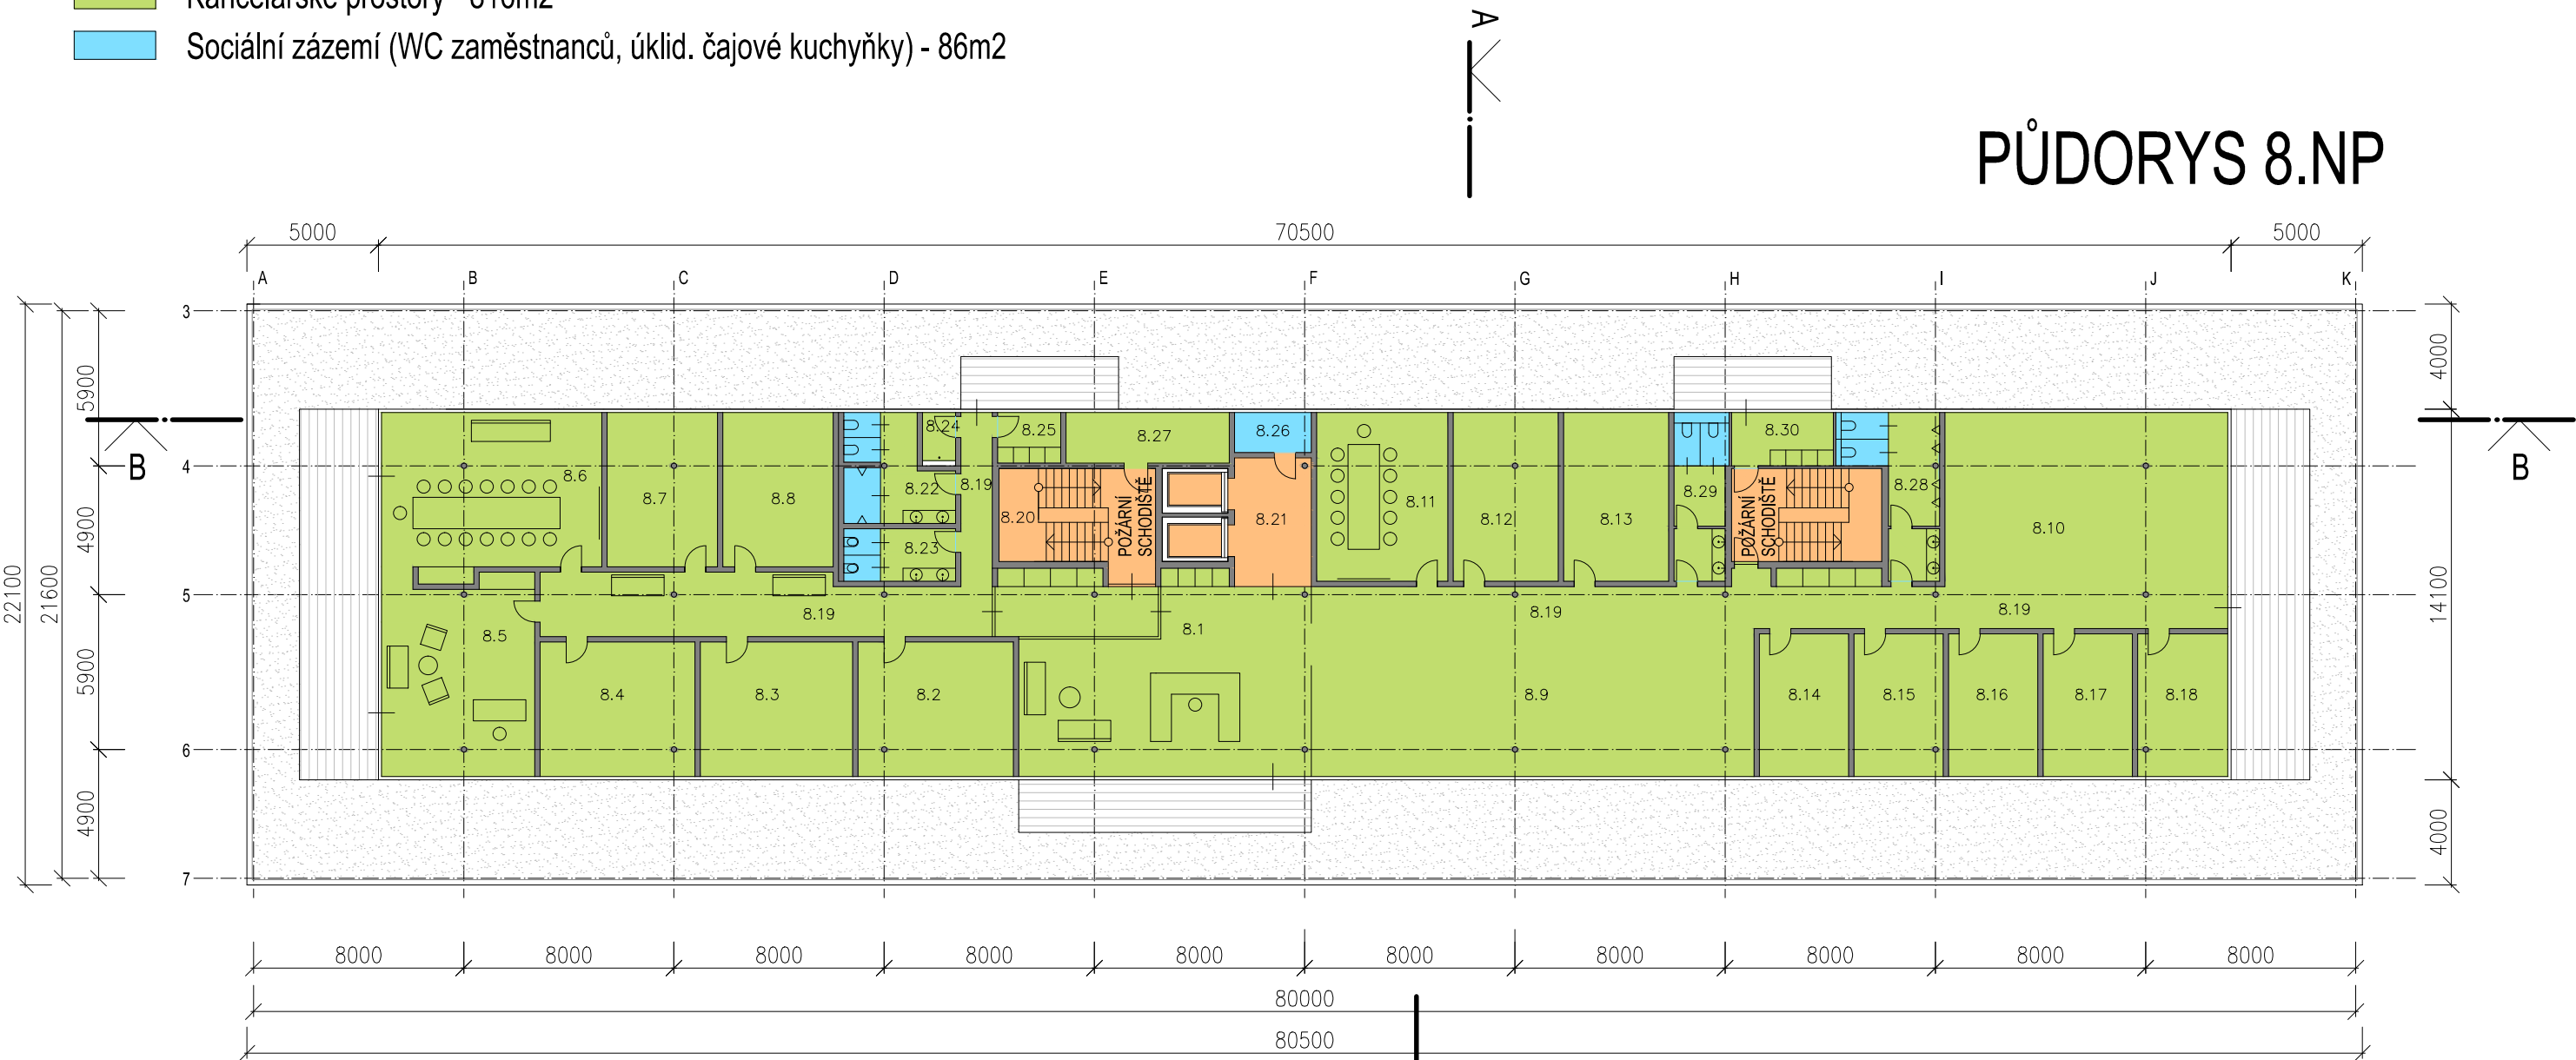 Kancelářské prostory - 816m2
Sociální zázemí (WC zaměstnanců, úklid. čajové kuchyňky) - 86m2
A
PŮDORYS 8.NP
5000
70500
5000
A
B
C
D
E
F
G
H
I
J
K
3
4
5
6
7
22100
21600
5900
4900
5900
4900
4000
14100
4000
B
B
8.6
8.7
8.8
8.24
8.25
8.27
8.26
8.22
8.19
8.23
8.20
POŽÁRNÍ
SCHODIŠTĚ
8.21
8.11
8.12
8.13
8.29
8.30
POŽÁRNÍ
SCHODIŠTĚ
8.28
8.10
8.5
8.19
8.1
8.19
8.19
8.4
8.3
8.2
8.9
8.14
8.15
8.16
8.17
8.18
8000
8000
8000
8000
8000
8000
8000
8000
8000
8000
80000
80500